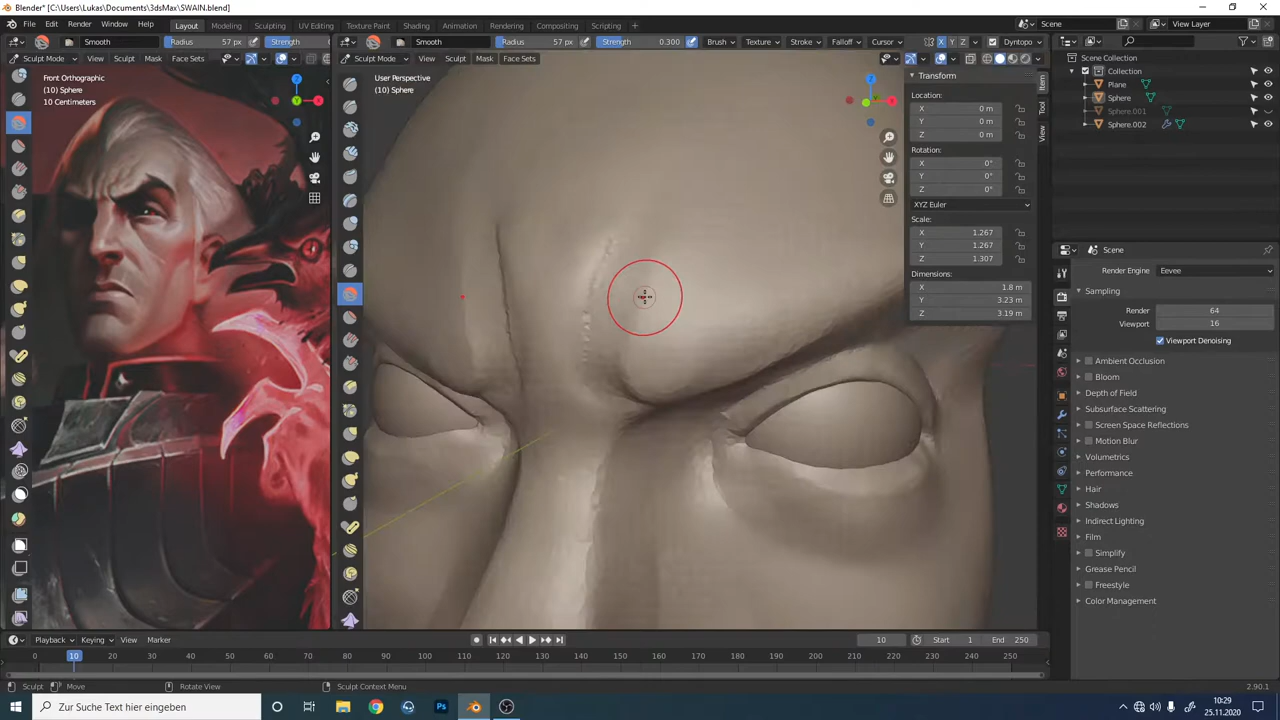 Blender* [C:\Users\Lukas\Documents\3dsMax\SWAIN.blend]
File Edit Render Window Help
Layout Modeling Sculpting UV Editing Texture Paint Shading Animation Rendering Compositing Scripting +
Scene
View Layer
Smooth Radius 57 px Strength
Smooth Radius 57 px Strength 0.300 Brush Texture Stroke Falloff Cursor X Y Z Dyntopo
Sculpt Mode View Sculpt Mask Face Sets
Sculpt Mode View Sculpt Mask Face Sets
Front Orthographic
(10) Sphere
10 Centimeters
User Perspective
(10) Sphere
Transform
Location:
X 0 m
Y 0 m
Z 0 m
Rotation:
X 0°
Y 0°
Z 0°
XYZ Euler
Scale:
X 1.267
Y 1.267
Z 1.307
Dimensions:
X 1.8 m
Y 3.23 m
Z 3.19 m
Item
Tool
View
Scene Collection
Collection
Plane
Sphere
Sphere.001
Sphere.002
Scene
Render Engine Eevee
Sampling
Render 64
Viewport 16
Viewport Denoising
Ambient Occlusion
Bloom
Depth of Field
Subsurface Scattering
Screen Space Reflections
Motion Blur
Volumetrics
Performance
Hair
Shadows
Indirect Lighting
Film
Simplify
Grease Pencil
Freestyle
Color Management
Playback Keying View Marker
10 Start 1 End 250
0 10 20 30 40 50 60 70 80 90 100 110 120 130 140 150 160 170 180 190 200 210 220 230 240 250
Sculpt Move Rotate View Sculpt Context Menu 2.90.1
Zur Suche Text hier eingeben
Ps
10:29
25.11.2020